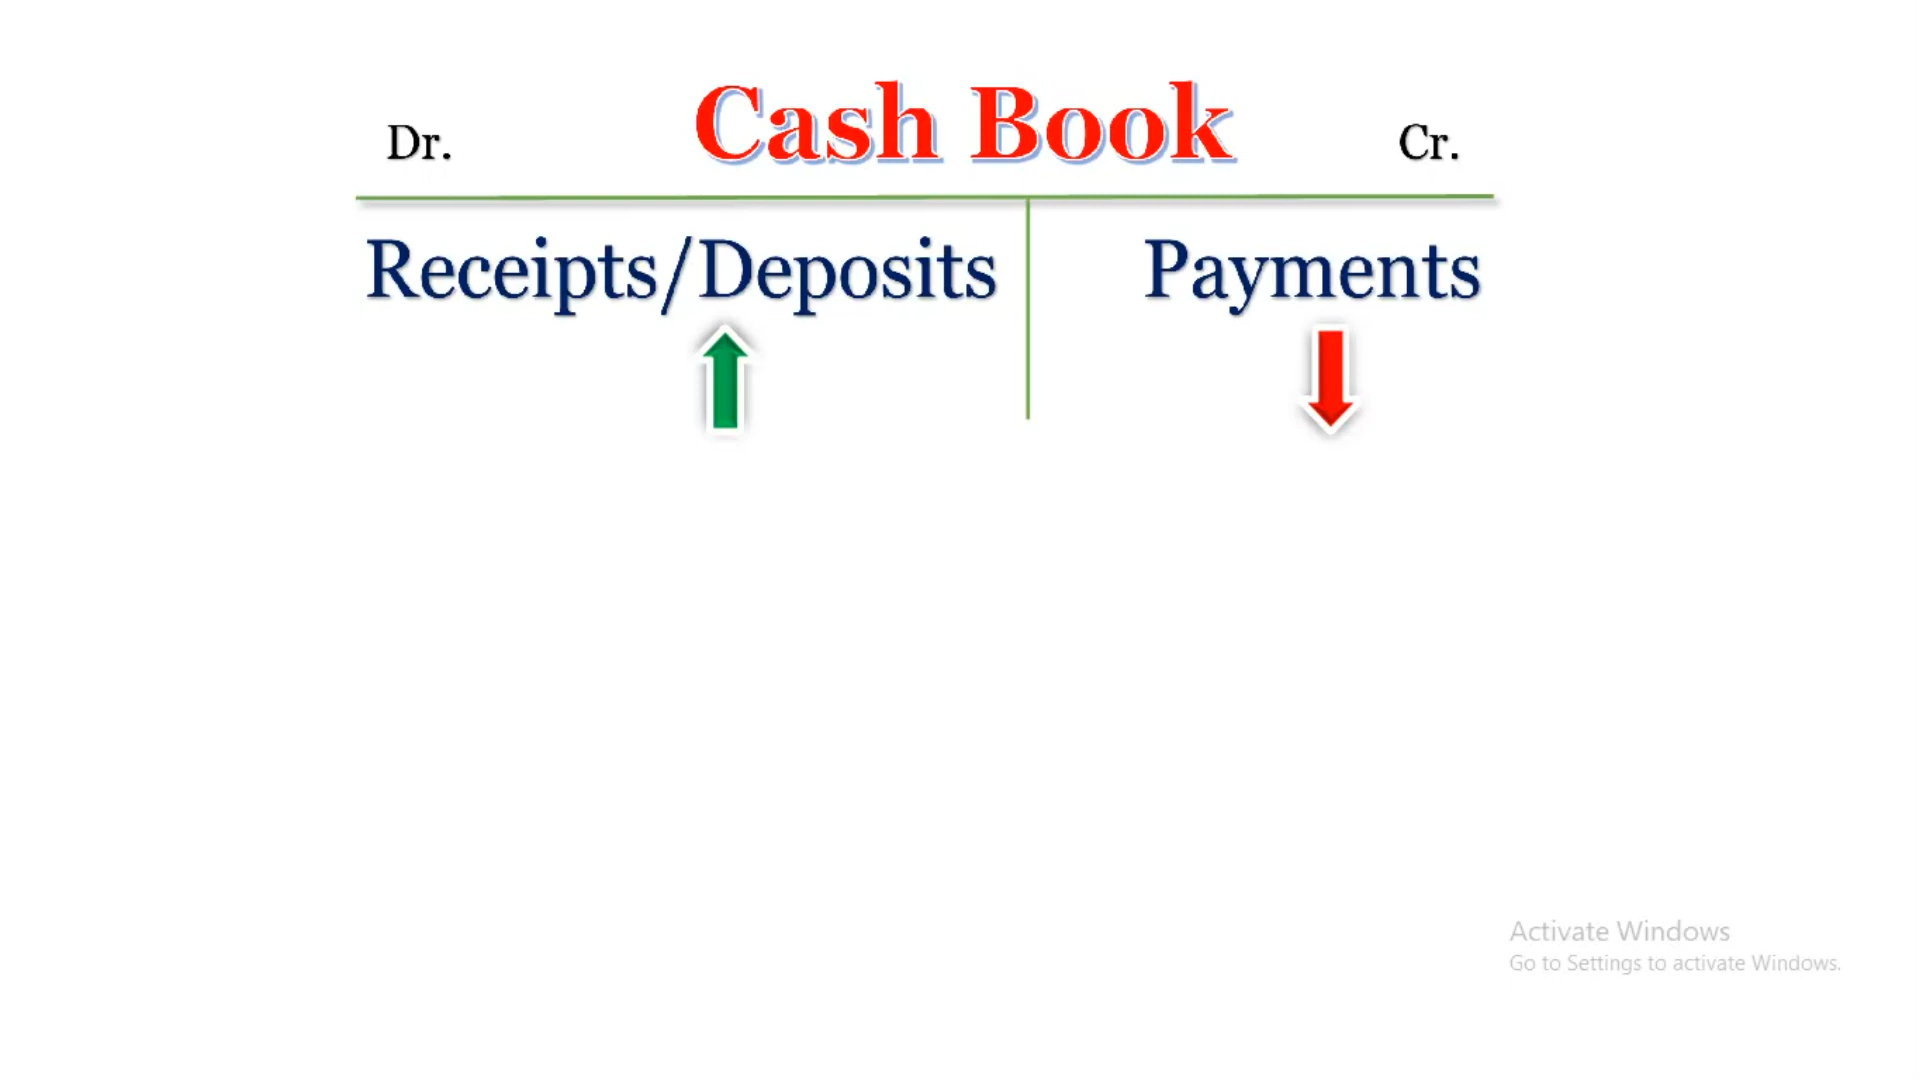 Dr. Cash Book Cr.
Receipts/Deposits Payments
Activate Windows
Go to Settings to activate Windows.